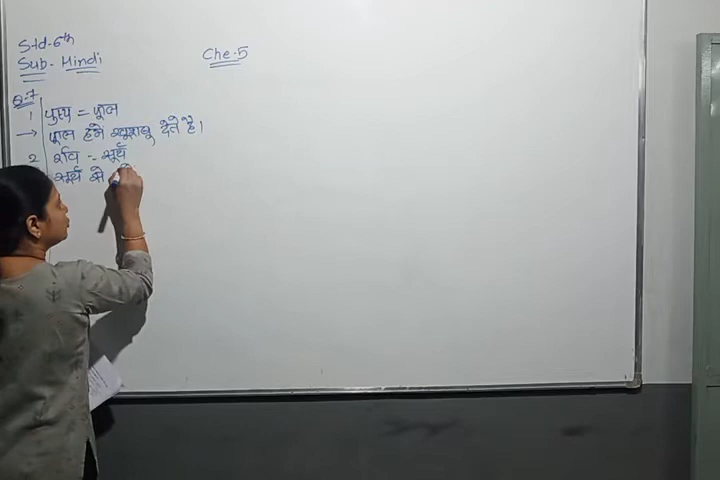 Std-6th
Sub- Hindi
Che-5
Q:7
1 पुष्प = फूल
→ फूल हमे खूशबू देते है।
2 रवि - सूर्य
सूर्य से